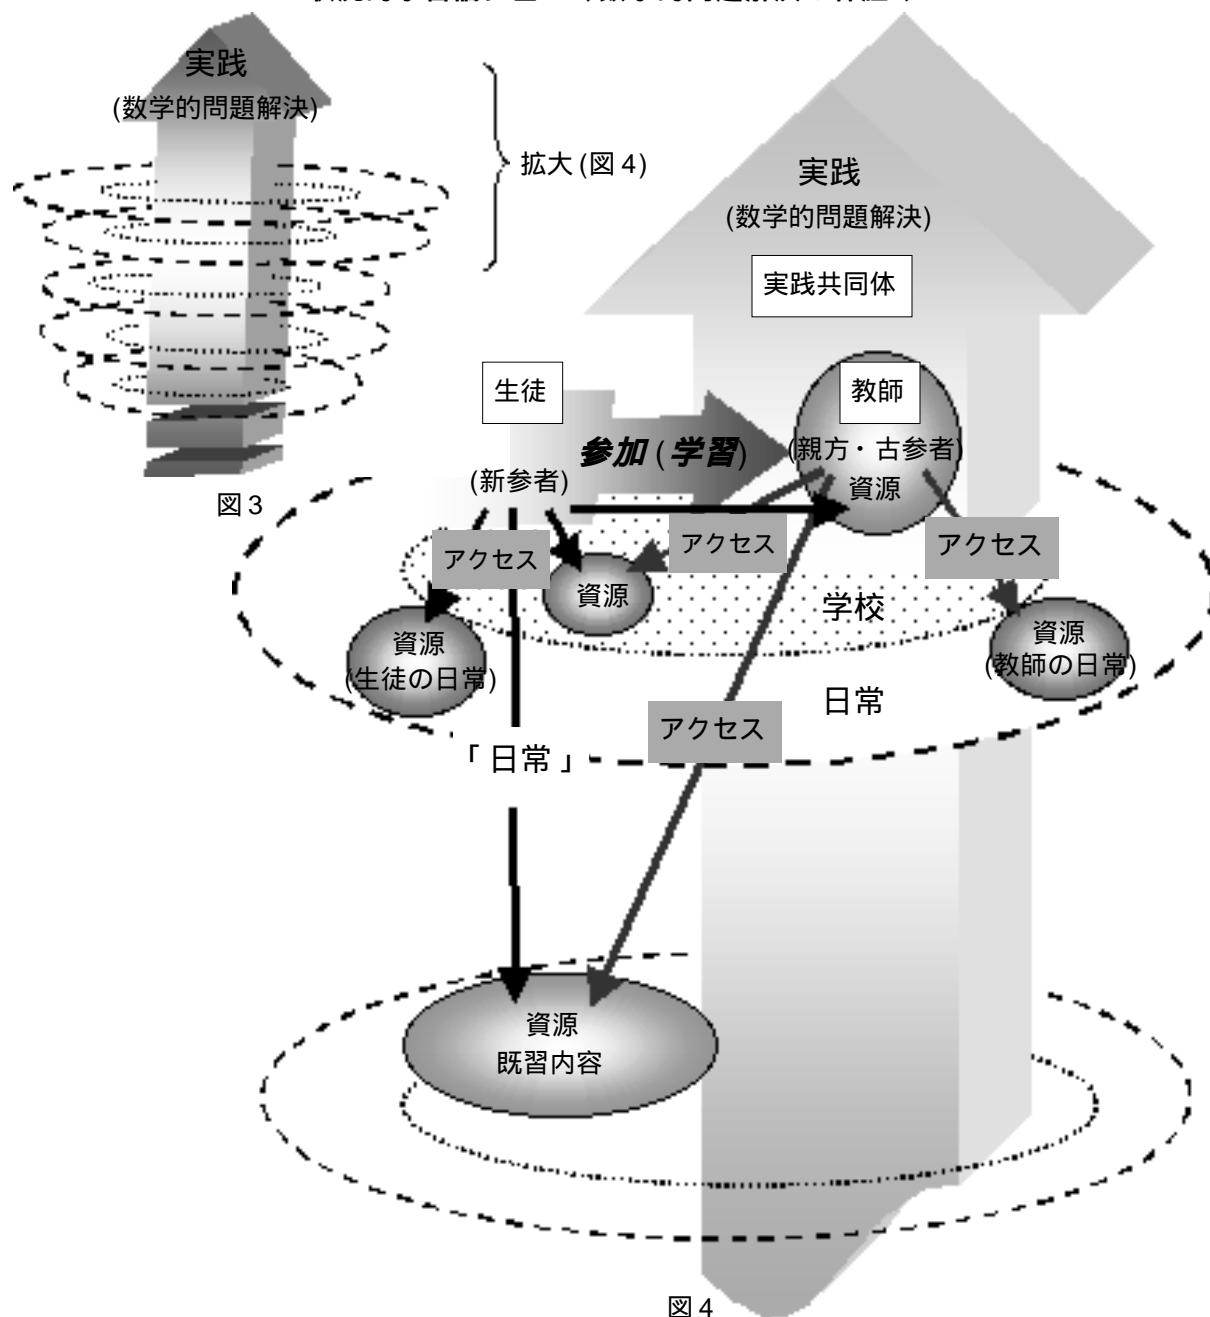 実践
(数学的問題解決)
拡大(図4)
図3
実践
(数学的問題解決)
実践共同体
生徒
(新参者)
参加(学習)
教師
(親方・古参者)
資源
アクセス
アクセス
アクセス
資源
学校
資源
(生徒の日常)
資源
(教師の日常)
日常
アクセス
「日常」
資源
既習内容
図4